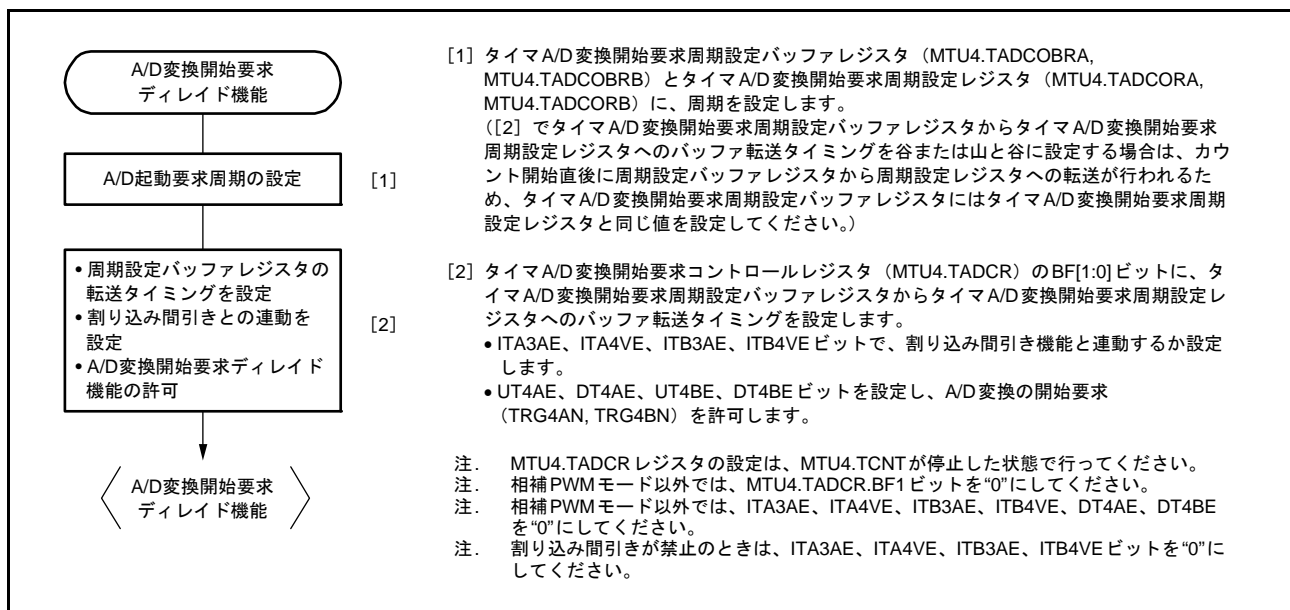 A/D変換開始要求
ディレイド機能
A/D起動要求周期の設定
[1]
• 周期設定バッファレジスタの
転送タイミングを設定
• 割り込み間引きとの連動を
設定
• A/D変換開始要求ディレイド
機能の許可
[2]
A/D変換開始要求
ディレイド機能
[1] タイマA/D変換開始要求周期設定バッファレジスタ（MTU4.TADCOBRA,
MTU4.TADCOBRB）とタイマA/D変換開始要求周期設定レジスタ（MTU4.TADCORA,
MTU4.TADCORB）に、周期を設定します。
（[2] でタイマA/D変換開始要求周期設定バッファレジスタからタイマA/D変換開始要求
周期設定レジスタへのバッファ転送タイミングを谷または山と谷に設定する場合は、カウ
ント開始直後に周期設定バッファレジスタから周期設定レジスタへの転送が行われるた
め、タイマA/D変換開始要求周期設定バッファレジスタにはタイマA/D変換開始要求周期
設定レジスタと同じ値を設定してください。）
[2] タイマA/D変換開始要求コントロールレジスタ（MTU4.TADCR）のBF[1:0]ビットに、タ
イマA/D変換開始要求周期設定バッファレジスタからタイマA/D変換開始要求周期設定レ
ジスタへのバッファ転送タイミングを設定します。
• ITA3AE、ITA4VE、ITB3AE、ITB4VEビットで、割り込み間引き機能と連動するか設定
します。
• UT4AE、DT4AE、UT4BE、DT4BEビットを設定し、A/D変換の開始要求
（TRG4AN, TRG4BN）を許可します。
注. MTU4.TADCRレジスタの設定は、MTU4.TCNTが停止した状態で行ってください。
注. 相補PWMモード以外では、MTU4.TADCR.BF1ビットを“0”にしてください。
注. 相補PWMモード以外では、ITA3AE、ITA4VE、ITB3AE、ITB4VE、DT4AE、DT4BE
を“0”にしてください。
注. 割り込み間引きが禁止のときは、ITA3AE、ITA4VE、ITB3AE、ITB4VEビットを“0”に
してください。